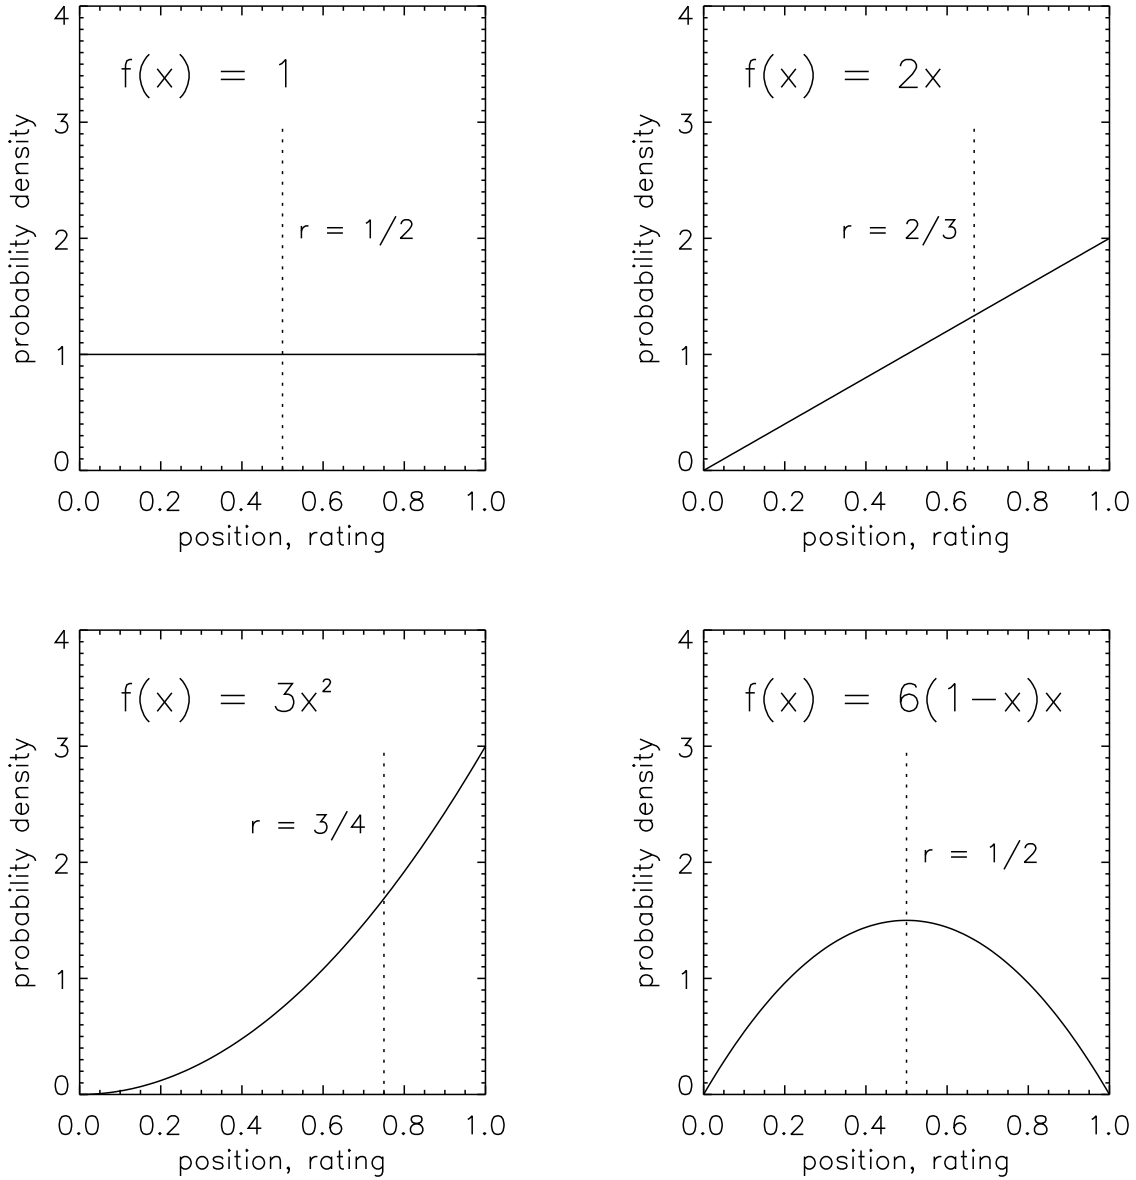 f(x) = 1
r = 1/2
probability density
4
3
2
1
0
0.0 0.2 0.4 0.6 0.8 1.0
position, rating
f(x) = 2x
r = 2/3
probability density
4
3
2
1
0
0.0 0.2 0.4 0.6 0.8 1.0
position, rating
f(x) = 3x²
r = 3/4
probability density
4
3
2
1
0
0.0 0.2 0.4 0.6 0.8 1.0
position, rating
f(x) = 6(1−x)x
r = 1/2
probability density
4
3
2
1
0
0.0 0.2 0.4 0.6 0.8 1.0
position, rating